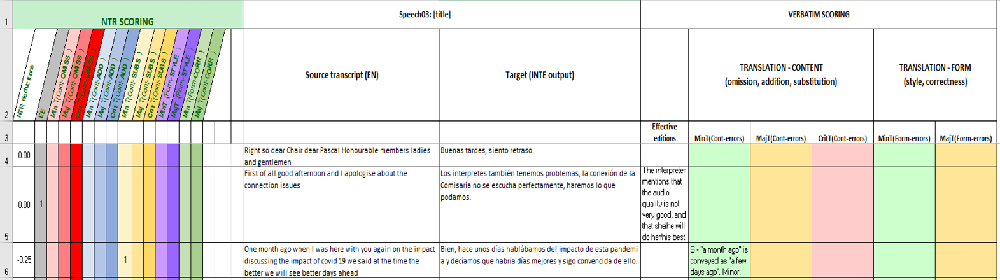 1
NTR SCORING
Speech03: [title]
VERBATIM SCORING
2
NTR deductions
EE
Min T(Cont-OMISS )
Maj T(Cont-OMISS )
Crit T(Cont-OMISS )
Min T(Cont-ADD )
Maj T(Cont-ADD )
Crit T(Cont-ADD )
Min T(Cont-SUBS )
Maj T(Cont-SUBS )
Crit T(Cont-SUBS )
MinT (Form-STYLE )
MajT (Form-STYLE )
Min T(Form-CORR )
Maj T(Form-CORR )
Source transcript (EN)
Target (INTE output)
TRANSLATION - CONTENT
(omission, addition, substitution)
TRANSLATION - FORM
(style, correctness)
3
Effective
editions
MinT(Cont-errors)
MajT(Cont-errors)
CritT(Cont-errors)
MinT(Form-errors)
MajT(Form-errors)
4
0.00
Right so dear Chair dear Pascal Honourable members ladies
and gentlemen
Buenas tardes, siento retraso.
5
0.00
1
First of all good afternoon and I apologise about the
connection issues
Los interpretes también tenemos problemas, la conexión de la
Comisaría no se escucha perfectamente, haremos lo que
podamos.
The interpreter
mentions that
the audio
quality is not
very good, and
that she/he will
do her/his best.
6
-0.25
1
One month ago when I was here with you again on the impact
discussing the impact of covid 19 we said at the time the
better we will see better days ahead
Bien, hace unos días hablábamos del impacto de esta pandemi
a y decíamos que habría días mejores y sigo convencida de ello.
S - "a month ago" is
conveyed as "a few
days ago". Minor.